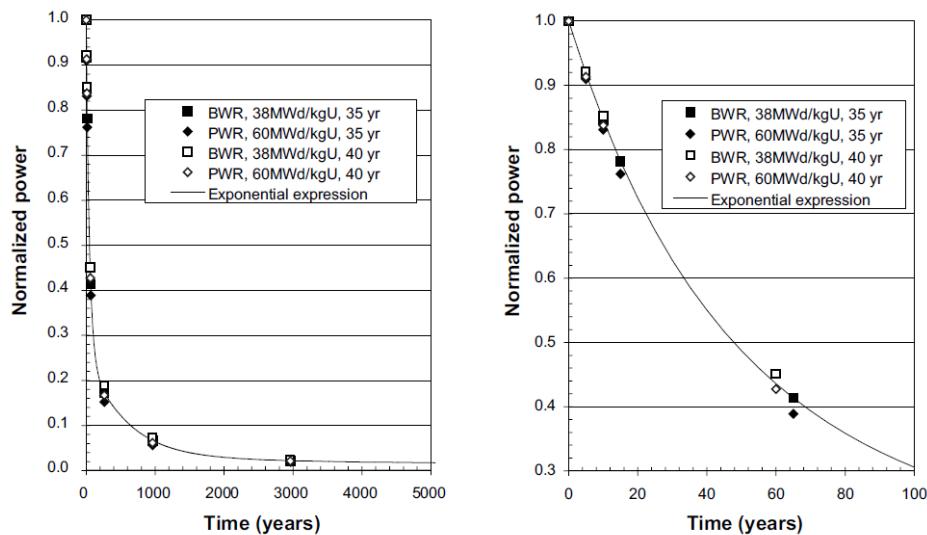 Normalized power
1.0
0.9
0.8
0.7
0.6
0.5
0.4
0.3
0.2
0.1
0.0
BWR, 38MWd/kgU, 35 yr
PWR, 60MWd/kgU, 35 yr
BWR, 38MWd/kgU, 40 yr
PWR, 60MWd/kgU, 40 yr
Exponential expression
0 1000 2000 3000 4000 5000
Time (years)
Normalized power
1.0
0.9
0.8
0.7
0.6
0.5
0.4
0.3
BWR, 38MWd/kgU, 35 yr
PWR, 60MWd/kgU, 35 yr
BWR, 38MWd/kgU, 40 yr
PWR, 60MWd/kgU, 40 yr
Exponential expression
0 20 40 60 80 100
Time (years)